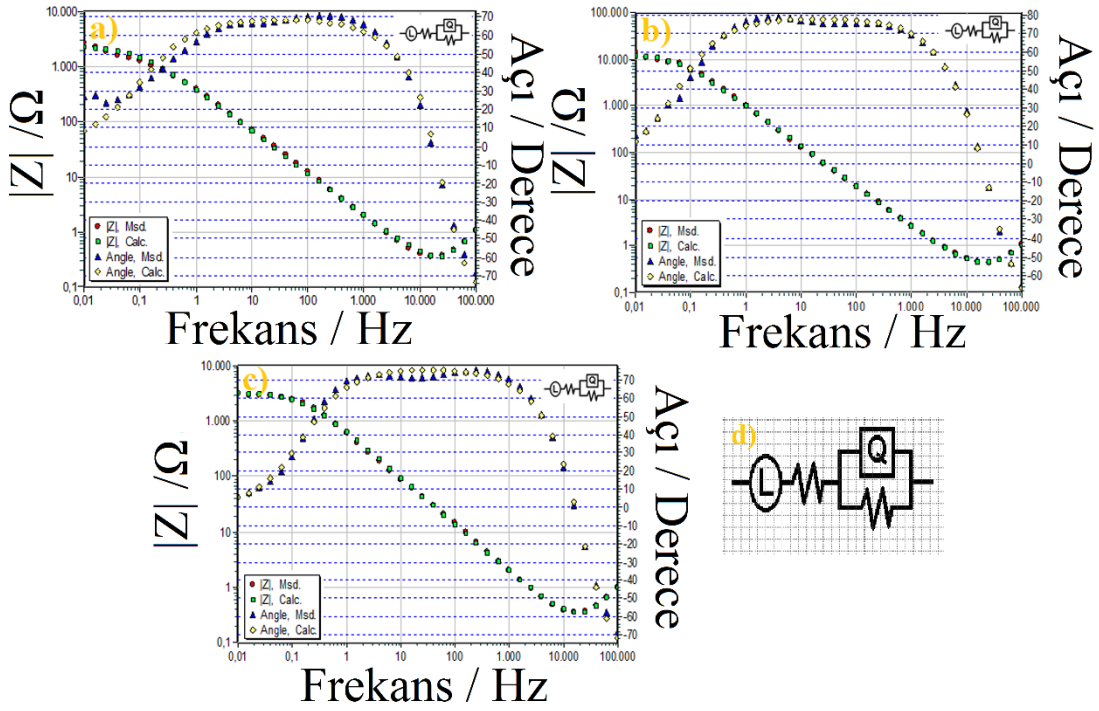 a)
10.000
1.000
100
10
1
0,1
70
60
50
40
30
20
10
0
-10
-20
-30
-40
-50
-60
-70
|Z| / Ω
Açı / Derece
L
Q
|Z|, Msd.
|Z|, Calc.
Angle, Msd.
Angle, Calc.
0,01 0,1 1 10 100 1.000 10.000 100.000
Frekans / Hz
b)
100.000
10.000
1.000
100
10
1
0,1
80
70
60
50
40
30
20
10
0
-10
-20
-30
-40
-50
-60
|Z| / Ω
Açı / Derece
L
Q
|Z|, Msd.
|Z|, Calc.
Angle, Msd.
Angle, Calc.
0,01 0,1 1 10 100 1.000 10.000 100.000
Frekans / Hz
c)
10.000
1.000
100
10
1
0,1
70
60
50
40
30
20
10
0
-10
-20
-30
-40
-50
-60
-70
|Z| / Ω
Açı / Derece
L
Q
|Z|, Msd.
|Z|, Calc.
Angle, Msd.
Angle, Calc.
0,01 0,1 1 10 100 1.000 10.000 100.000
Frekans / Hz
d)
L
Q